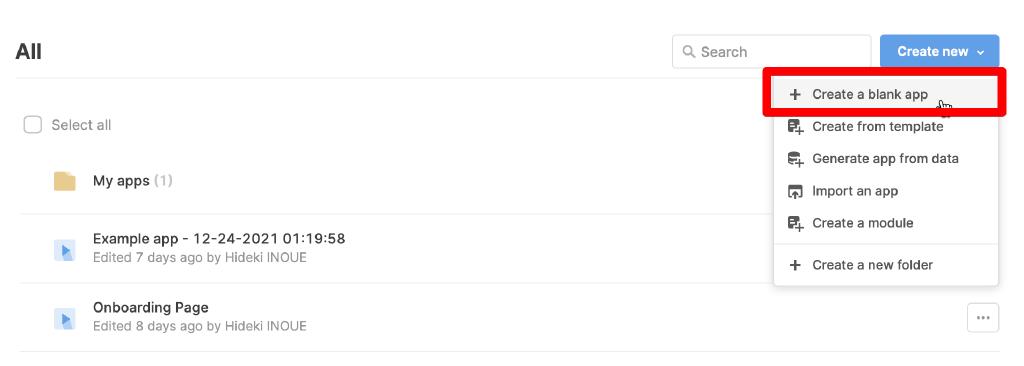 All
Search
Create new
Create a blank app
Create from template
Generate app from data
Import an app
Create a module
Create a new folder
Select all
My apps (1)
Example app - 12-24-2021 01:19:58
Edited 7 days ago by Hideki INOUE
Onboarding Page
Edited 8 days ago by Hideki INOUE